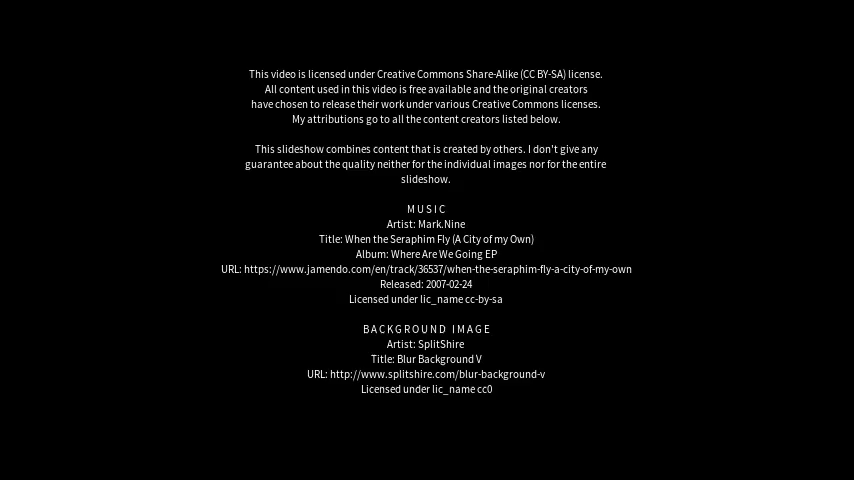 This video is licensed under Creative Commons Share-Alike (CC BY-SA) license.
All content used in this video is free available and the original creators
have chosen to release their work under various Creative Commons licenses.
My attributions go to all the content creators listed below.
This slideshow combines content that is created by others. I don't give any
guarantee about the quality neither for the individual images nor for the entire
slideshow.
MUSIC
Artist: Mark.Nine
Title: When the Seraphim Fly (A City of my Own)
Album: Where Are We Going EP
URL: https://www.jamendo.com/en/track/36537/when-the-seraphim-fly-a-city-of-my-own
Released: 2007-02-24
Licensed under lic_name cc-by-sa
BACKGROUND IMAGE
Artist: SplitShire
Title: Blur Background V
URL: http://www.splitshire.com/blur-background-v
Licensed under lic_name cc0